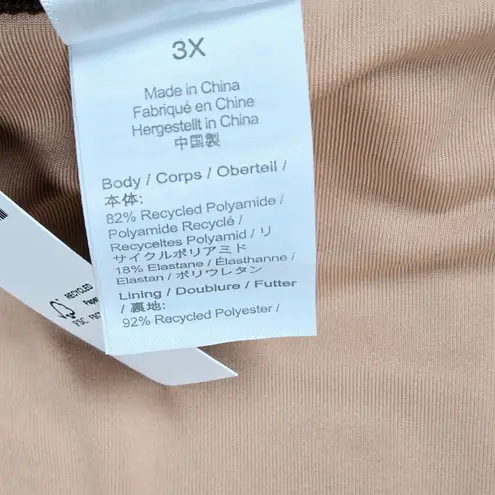 3X
Made in China
Fabriqué en Chine
Hergestellt in China
中国製
Body / Corps / Oberteil /
本体:
82% Recycled Polyamide /
Polyamide Recyclé /
Recyceltes Polyamid / リ
サイクルポリアミド
18% Elastane / Élasthanne /
Elastan / ポリウレタン
Lining / Doublure / Futter
/ 裏地:
92% Recycled Polyester /
RECYCLED
Paper
FSC